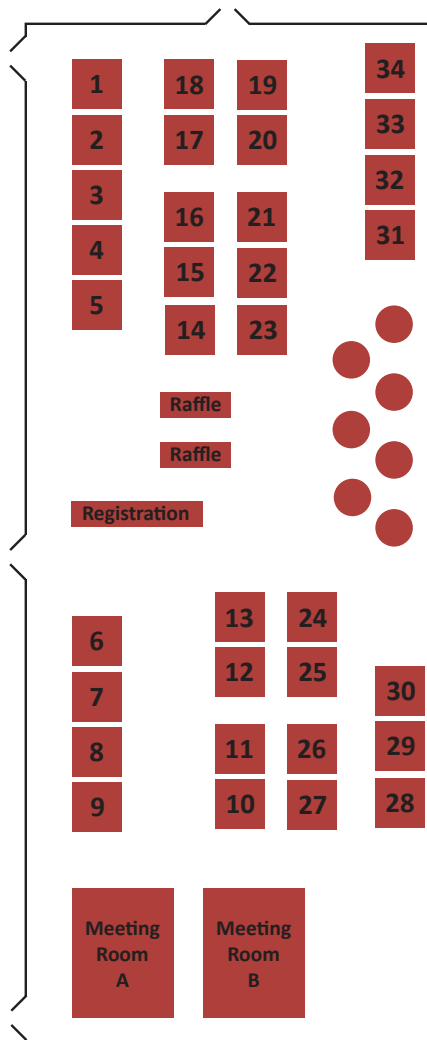 1 18 19 34
2 17 20 33
3 16 21 32
4 15 22 31
5 14 23
Raffle
Raffle
Registration
6 13 24
7 12 25 30
8 11 26 29
9 10 27 28
Meeting
Room
A
Meeting
Room
B